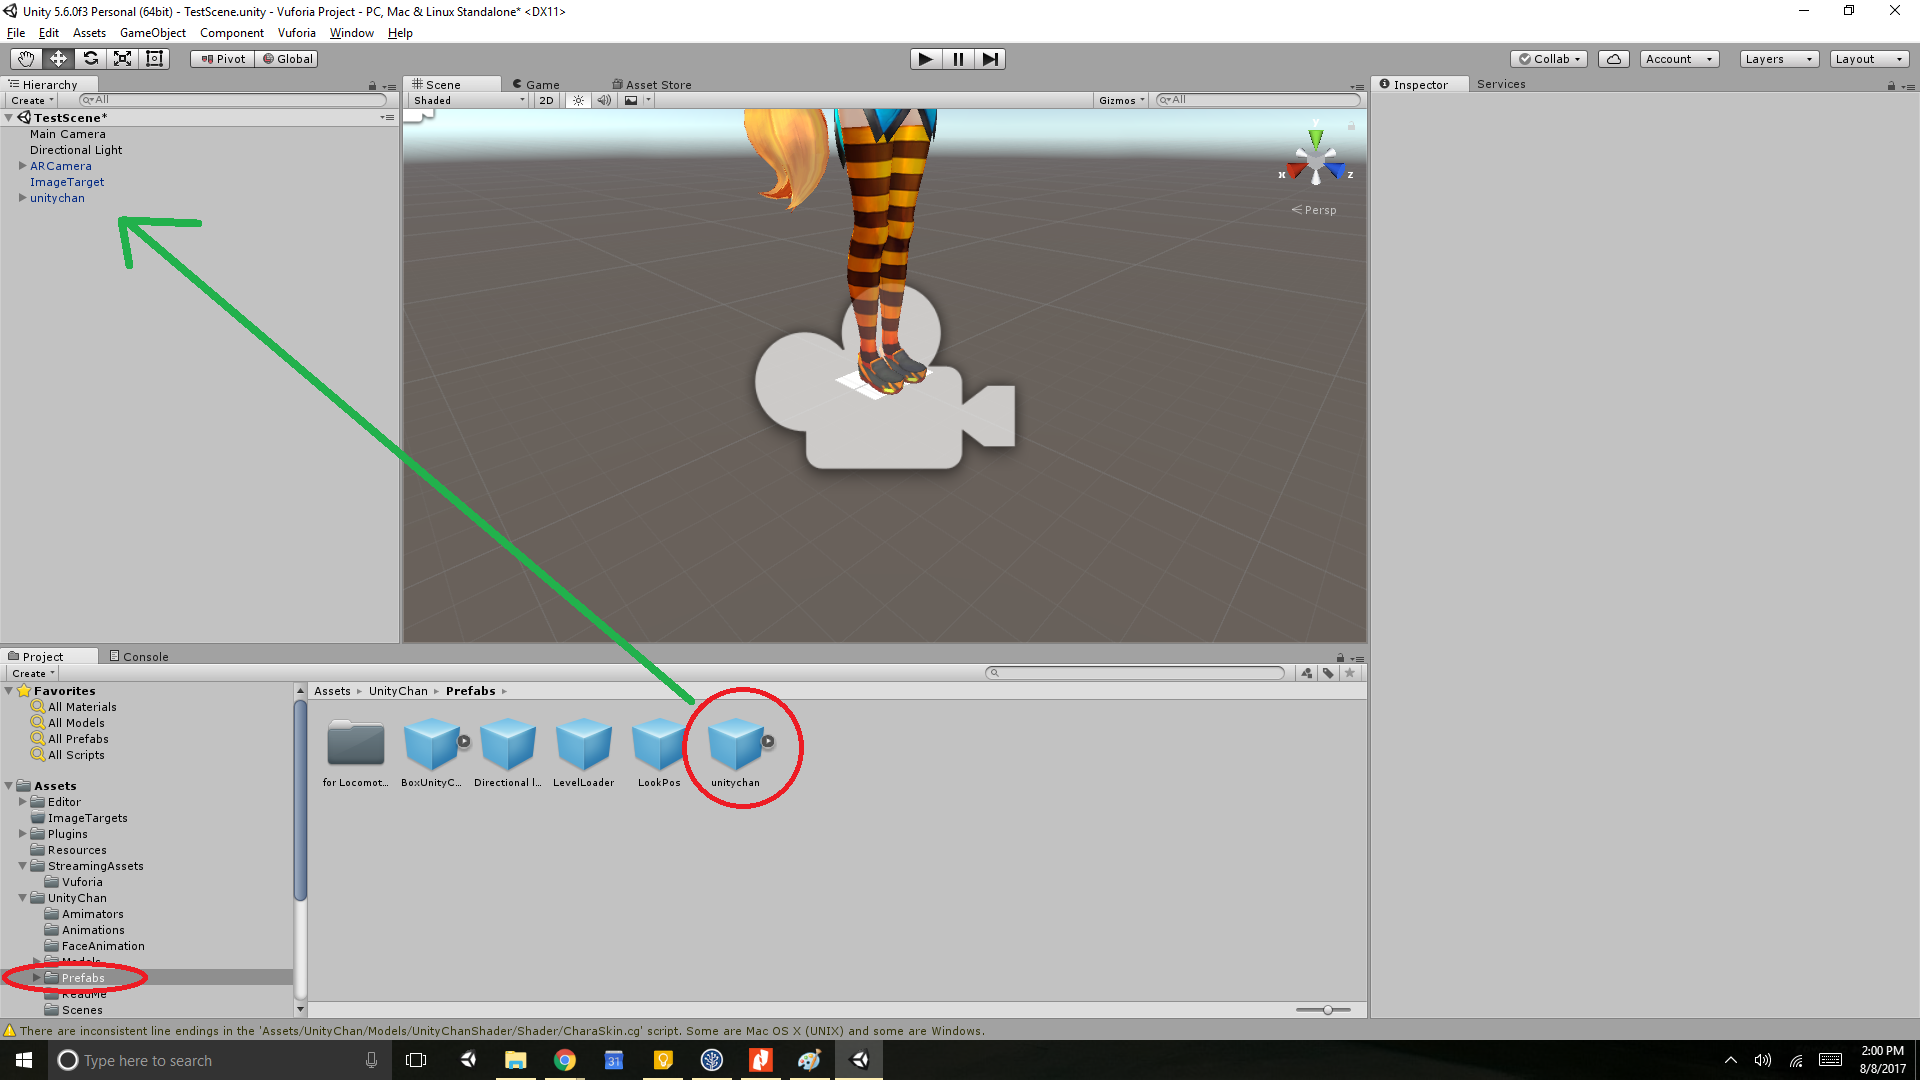 Unity 5.6.0f3 Personal (64bit) - TestScene.unity - Vuforia Project - PC, Mac & Linux Standalone* <DX11>
File Edit Assets GameObject Component Vuforia Window Help
Pivot Global Collab Account Layers Layout
Hierarchy
Create All
TestScene*
Main Camera
Directional Light
ARCamera
ImageTarget
unitychan
Scene Game Asset Store
Shaded 2D Gizmos All
y
x z
Persp
Inspector Services
Project Console
Create
Favorites
All Materials
All Models
All Prefabs
All Scripts
Assets
Editor
ImageTargets
Plugins
Resources
StreamingAssets
Vuforia
UnityChan
Amimators
Animations
FaceAnimation
Models
Prefabs
ReadMe
Scenes
Assets UnityChan Prefabs
for Locomot... BoxUnityC... Directional l... LevelLoader LookPos unitychan
There are inconsistent line endings in the 'Assets/UnityChan/Models/UnityChanShader/Shader/CharaSkin.cg' script. Some are Mac OS X (UNIX) and some are Windows.
Type here to search
31
2:00 PM
8/8/2017